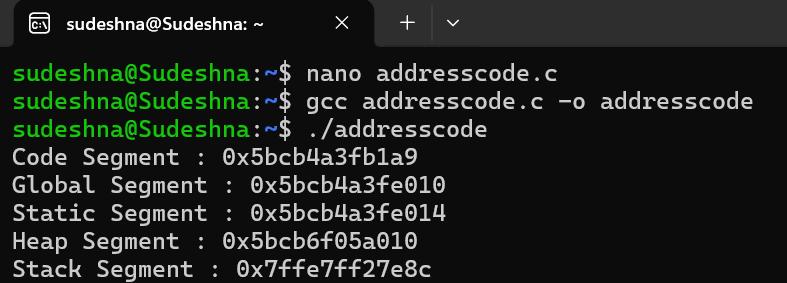 sudeshna@Sudeshna: ~
sudeshna@Sudeshna:~$ nano addresscode.c
sudeshna@Sudeshna:~$ gcc addresscode.c -o addresscode
sudeshna@Sudeshna:~$ ./addresscode
Code Segment : 0x5bcb4a3fb1a9
Global Segment : 0x5bcb4a3fe010
Static Segment : 0x5bcb4a3fe014
Heap Segment : 0x5bcb6f05a010
Stack Segment : 0x7ffe7ff27e8c